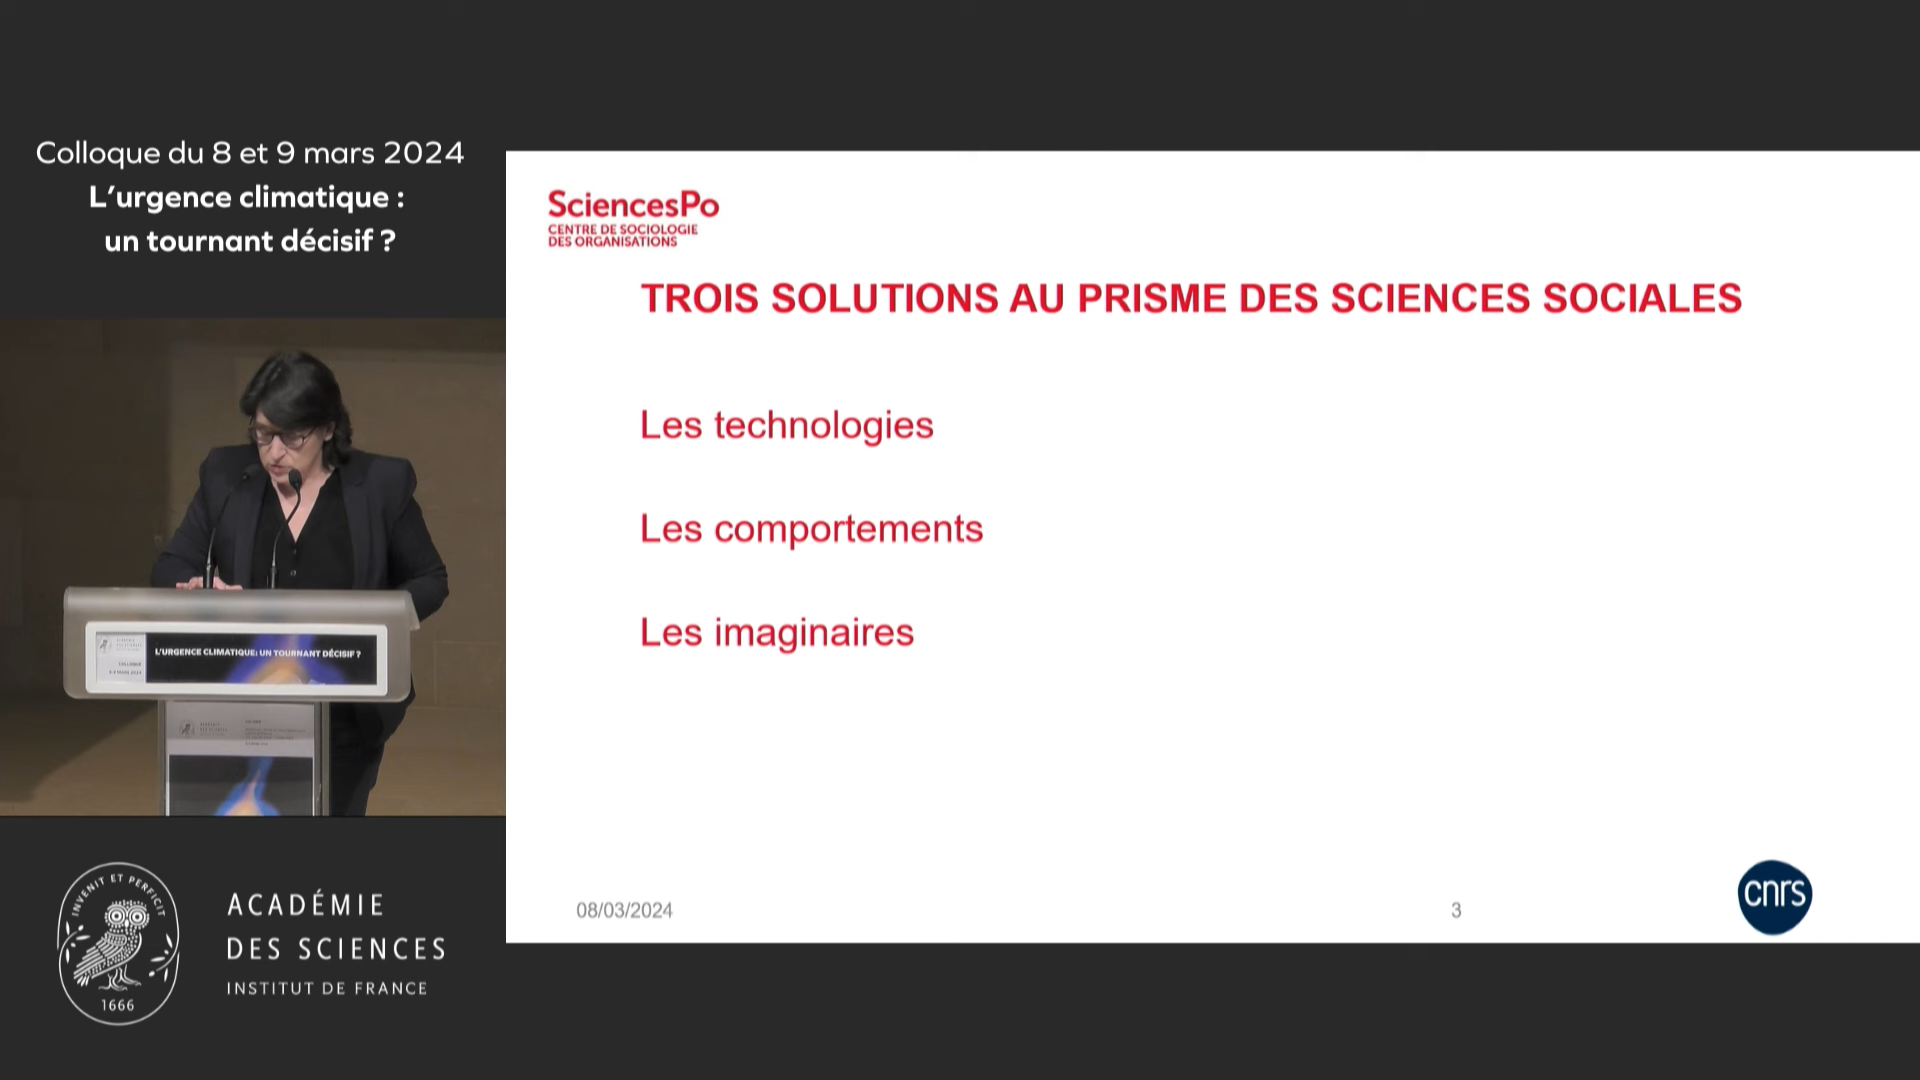 Colloque du 8 et 9 mars 2024
L’urgence climatique :
un tournant décisif ?
SciencesPo
CENTRE DE SOCIOLOGIE
DES ORGANISATIONS
TROIS SOLUTIONS AU PRISME DES SCIENCES SOCIALES
Les technologies
Les comportements
Les imaginaires
08/03/2024
3
cnrs
L'URGENCE CLIMATIQUE: UN TOURNANT DÉCISIF ?
INVENIT ET PERFICIT
1666
ACADÉMIE
DES SCIENCES
INSTITUT DE FRANCE